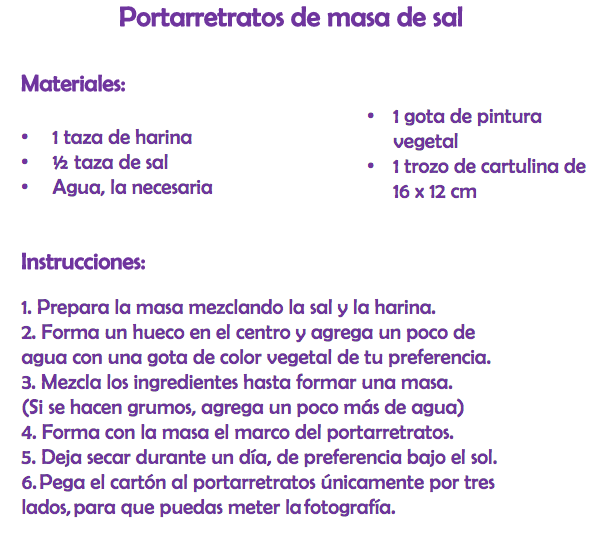 Portarretratos de masa de sal
Materiales:
• 1 taza de harina
• ½ taza de sal
• Agua, la necesaria
• 1 gota de pintura
vegetal
• 1 trozo de cartulina de
16 x 12 cm
Instrucciones:
1. Prepara la masa mezclando la sal y la harina.
2. Forma un hueco en el centro y agrega un poco de
agua con una gota de color vegetal de tu preferencia.
3. Mezcla los ingredientes hasta formar una masa.
(Si se hacen grumos, agrega un poco más de agua)
4. Forma con la masa el marco del portarretratos.
5. Deja secar durante un día, de preferencia bajo el sol.
6. Pega el cartón al portarretratos únicamente por tres
lados, para que puedas meter la fotografía.